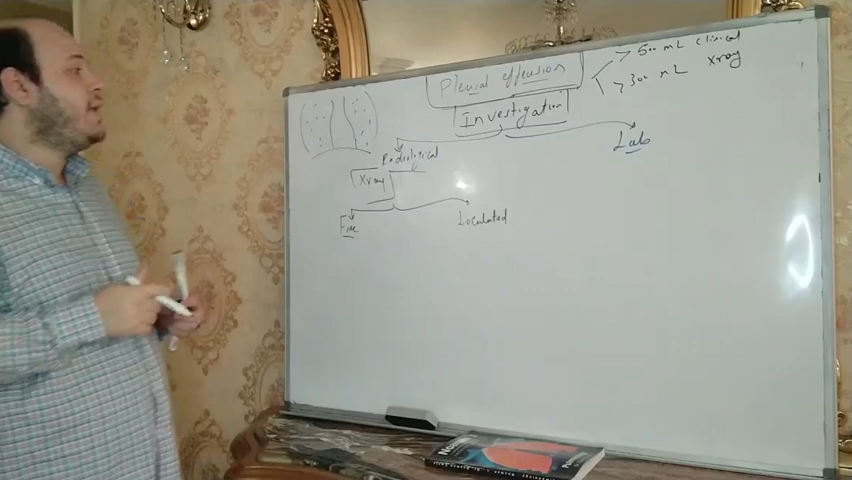 Pleural effusion
> 500 mL clinical
> 300 mL Xray
Investigation
Radiological
Lab
Xray
Free
Loculated